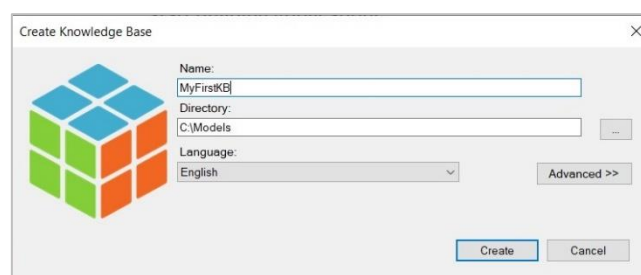 Create Knowledge Base
Name:
MyFirstKB
Directory:
C:\Models
...
Language:
English
Advanced >>
Create
Cancel